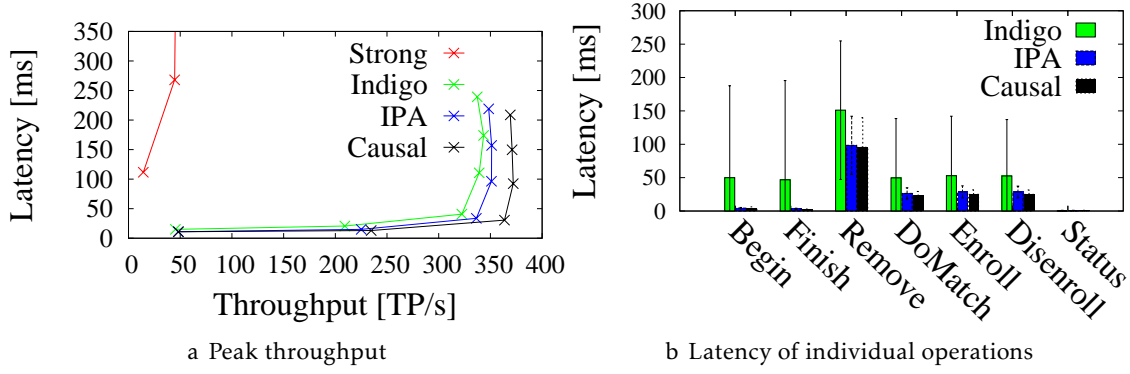 Latency [ms]
350
300
250
200
150
100
50
0
Strong
Indigo
IPA
Causal
0 50 100 150 200 250 300 350 400
Throughput [TP/s]
a Peak throughput
Latency [ms]
300
250
200
150
100
50
0
Indigo
IPA
Causal
Begin
Finish
Remove
DoMatch
Enroll
Disenroll
Status
b Latency of individual operations